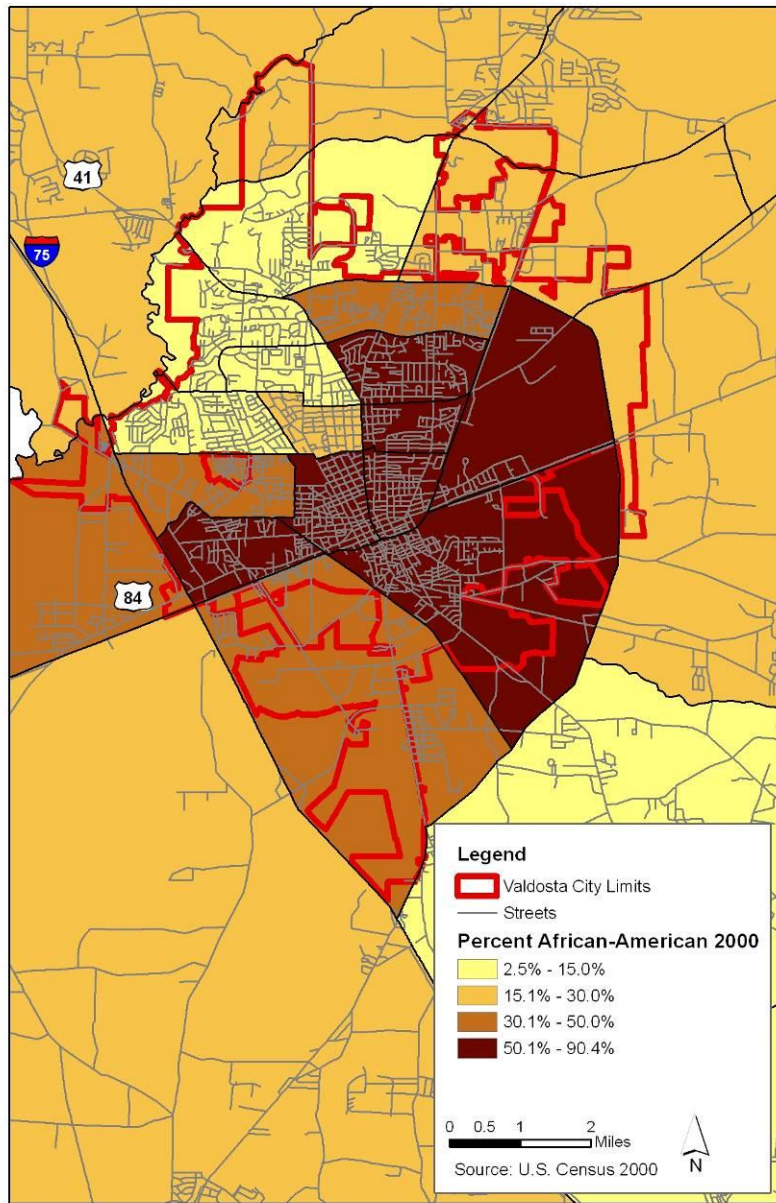 41
75
84
Legend
Valdosta City Limits
Streets
Percent African-American 2000
2.5% - 15.0%
15.1% - 30.0%
30.1% - 50.0%
50.1% - 90.4%
0 0.5 1 2
Miles
N
Source: U.S. Census 2000